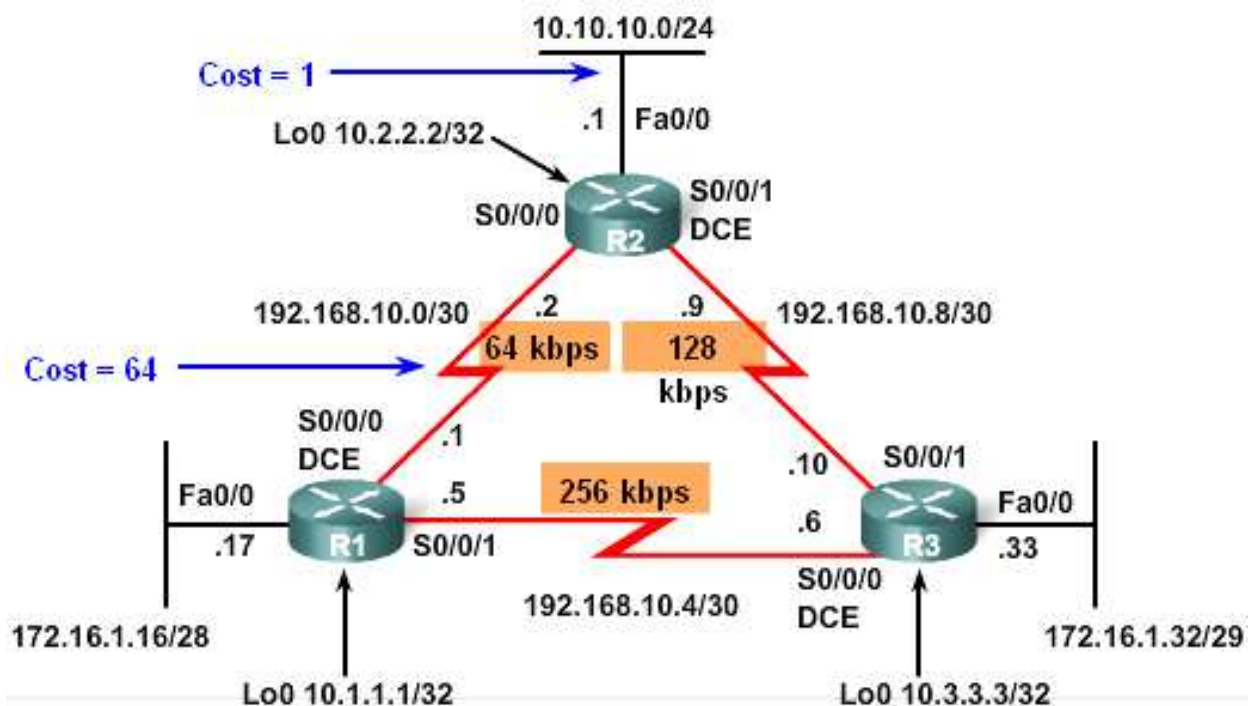 10.10.10.0/24
Cost = 1
.1
Fa0/0
Lo0 10.2.2.2/32
S0/0/0
S0/0/1
DCE
R2
192.168.10.0/30
.2
.9
192.168.10.8/30
64 kbps
128
kbps
Cost = 64
S0/0/0
DCE
.1
.10
S0/0/1
Fa0/0
.5
256 kbps
.6
Fa0/0
.17
R1
S0/0/1
R3
.33
S0/0/0
DCE
192.168.10.4/30
172.16.1.16/28
172.16.1.32/29
Lo0 10.1.1.1/32
Lo0 10.3.3.3/32